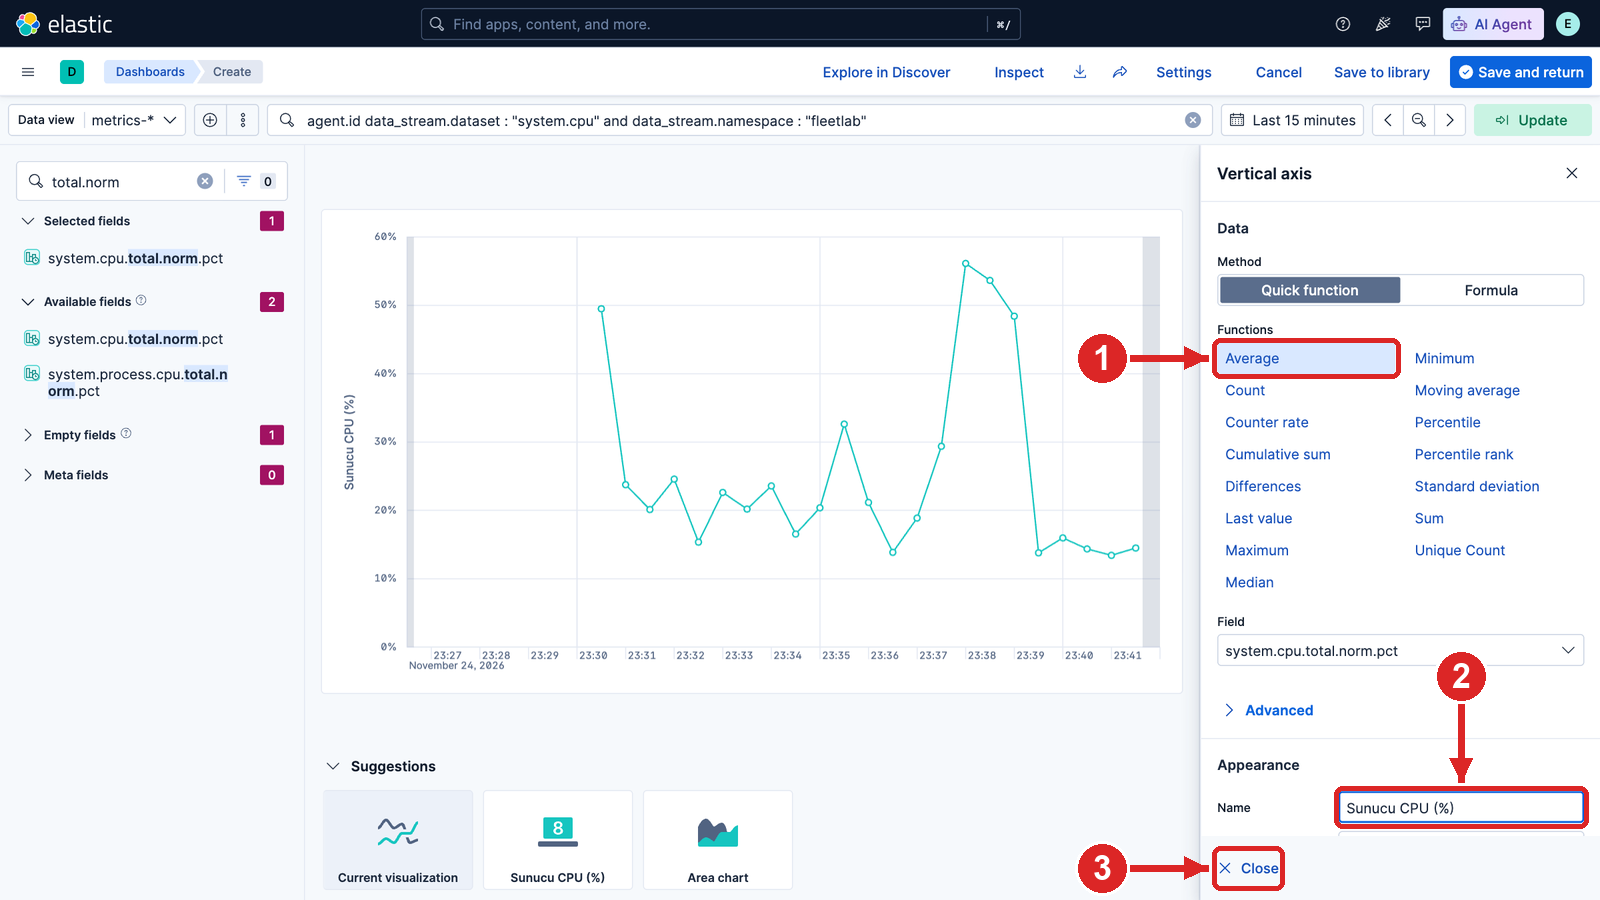 elastic
Find apps, content, and more.
⌘/
AI Agent
E
D
Dashboards
Create
Explore in Discover
Inspect
Settings
Cancel
Save to library
Save and return
Data view
metrics-*
agent.id data_stream.dataset : "system.cpu" and data_stream.namespace : "fleetlab"
Last 15 minutes
Update
total.norm
0
Selected fields
1
system.cpu.total.norm.pct
Available fields
2
system.cpu.total.norm.pct
system.process.cpu.total.n
orm.pct
Empty fields
1
Meta fields
0
60%
50%
40%
30%
20%
10%
0%
Sunucu CPU (%)
23:27
23:28
23:29
23:30
23:31
23:32
23:33
23:34
23:35
23:36
23:37
23:38
23:39
23:40
23:41
November 24, 2026
Suggestions
Current visualization
8
Sunucu CPU (%)
Area chart
Vertical axis
Data
Method
Quick function
Formula
Functions
1
Average
Minimum
Count
Moving average
Counter rate
Percentile
Cumulative sum
Percentile rank
Differences
Standard deviation
Last value
Sum
Maximum
Unique Count
Median
Field
system.cpu.total.norm.pct
2
Advanced
Appearance
Name
Sunucu CPU (%)
3
Close